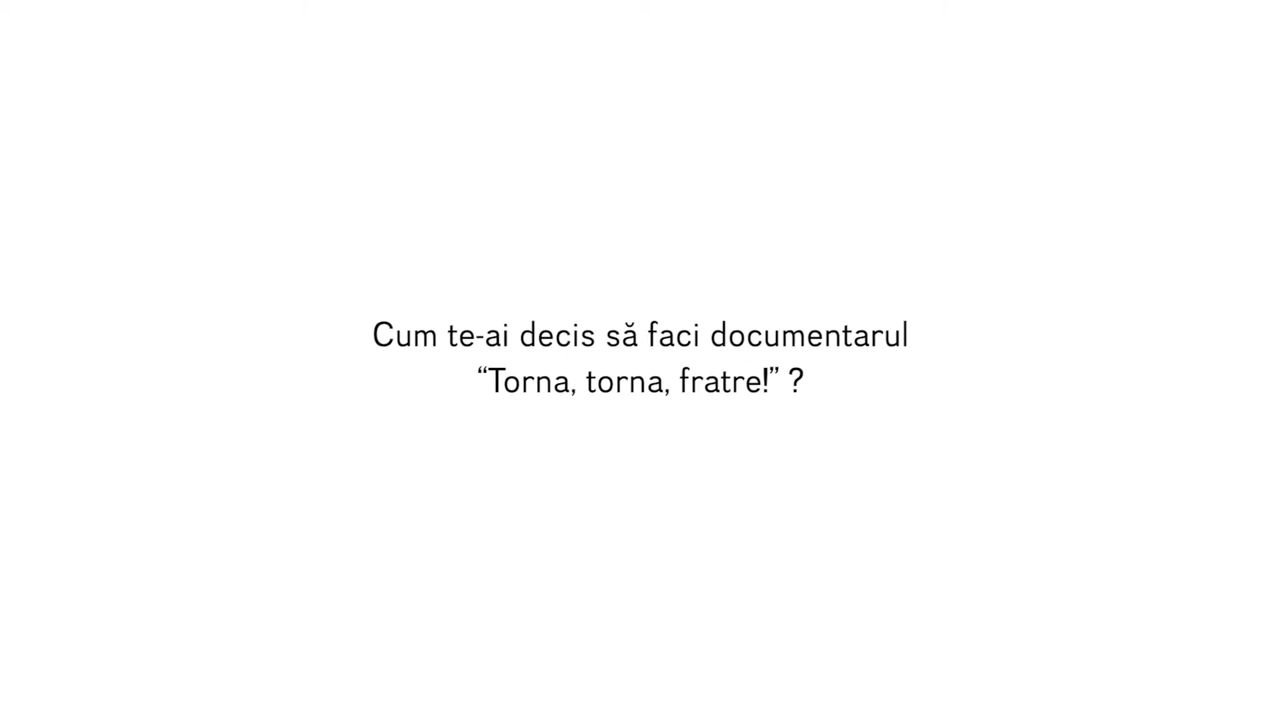 Cum te-ai decis să faci documentarul
“Torna, torna, fratre!” ?